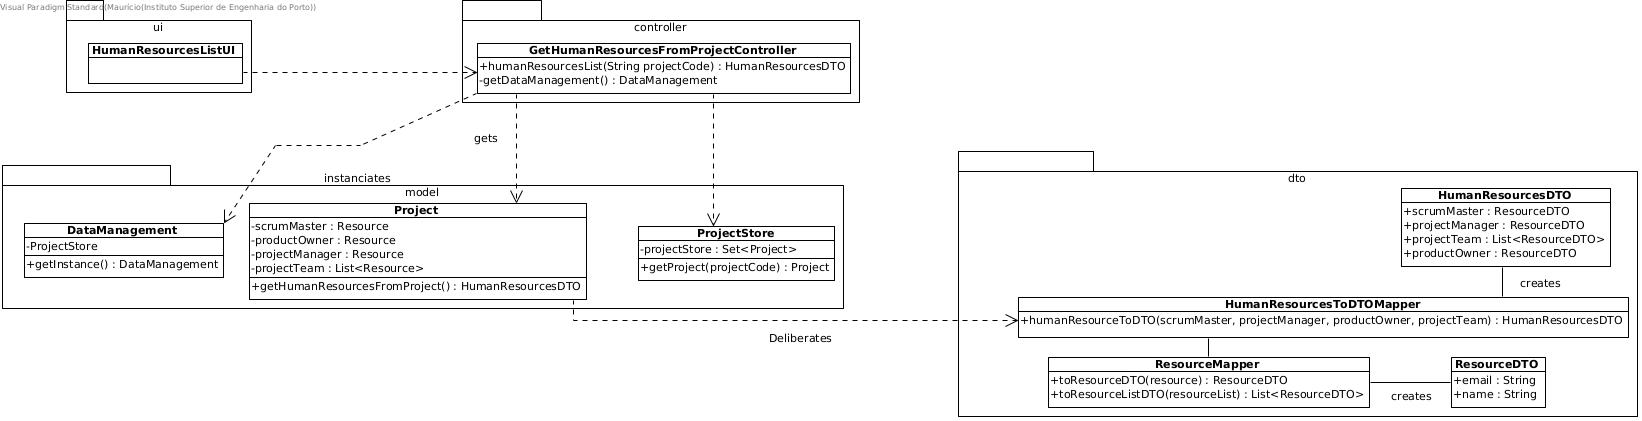 Visual Paradigm Standard(Maurício(Instituto Superior de Engenharia do Porto))
ui
HumanResourcesListUI
controller
GetHumanResourcesFromProjectController
+humanResourcesList(String projectCode) : HumanResourcesDTO
-getDataManagement() : DataManagement
gets
instanciates
model
DataManagement
-ProjectStore
+getInstance() : DataManagement
Project
-scrumMaster : Resource
-productOwner : Resource
-projectManager : Resource
-projectTeam : List<Resource>
+getHumanResourcesFromProject() : HumanResourcesDTO
ProjectStore
-projectStore : Set<Project>
+getProject(projectCode) : Project
Deliberates
dto
HumanResourcesDTO
+scrumMaster : ResourceDTO
+projectManager : ResourceDTO
+projectTeam : List<ResourceDTO>
+productOwner : ResourceDTO
creates
HumanResourcesToDTOMapper
+humanResourceToDTO(scrumMaster, projectManager, productOwner, projectTeam) : HumanResourcesDTO
ResourceMapper
+toResourceDTO(resource) : ResourceDTO
+toResourceListDTO(resourceList) : List<ResourceDTO>
creates
ResourceDTO
+email : String
+name : String